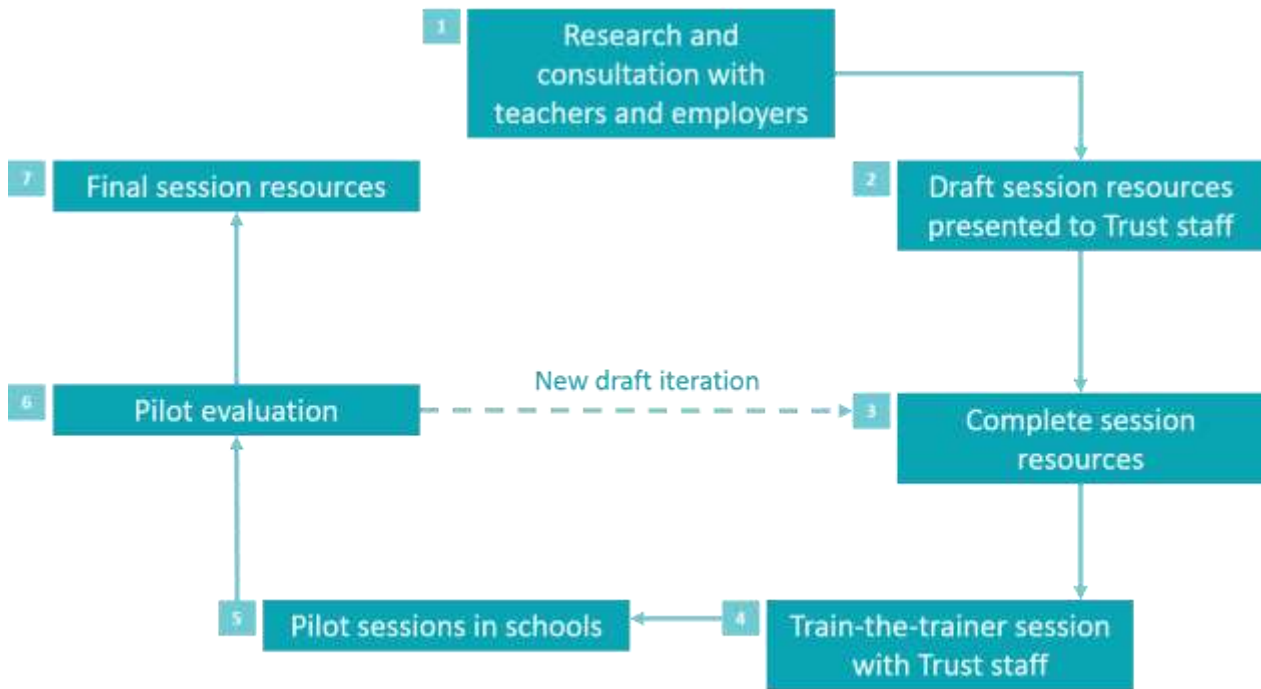 1
Research and
consultation with
teachers and employers
7
Final session resources
2
Draft session resources
presented to Trust staff
6
Pilot evaluation
New draft iteration
3
Complete session
resources
5
Pilot sessions in schools
4
Train-the-trainer session
with Trust staff